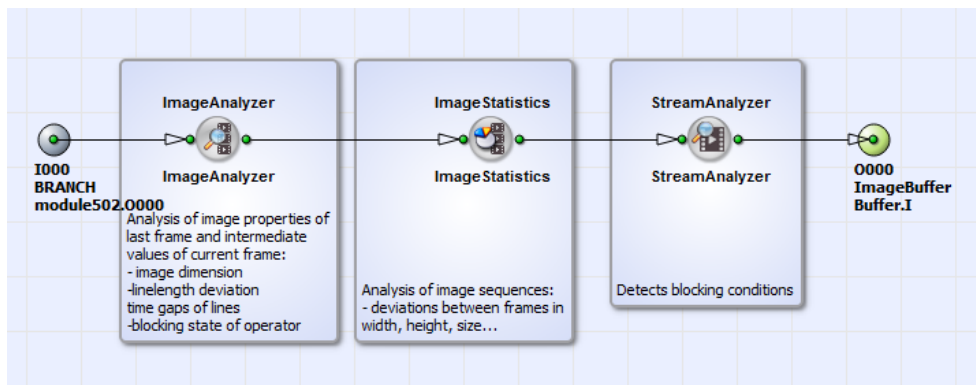 ImageAnalyzer
ImageStatistics
StreamAnalyzer
I000
BRANCH
module502.O000
ImageAnalyzer
ImageStatistics
StreamAnalyzer
O000
ImageBuffer
Buffer.I
Analysis of image properties of
last frame and intermediate
values of current frame:
- image dimension
-linelength deviation
time gaps of lines
-blocking state of operator
Analysis of image sequences:
- deviations between frames in
width, height, size...
Detects blocking conditions